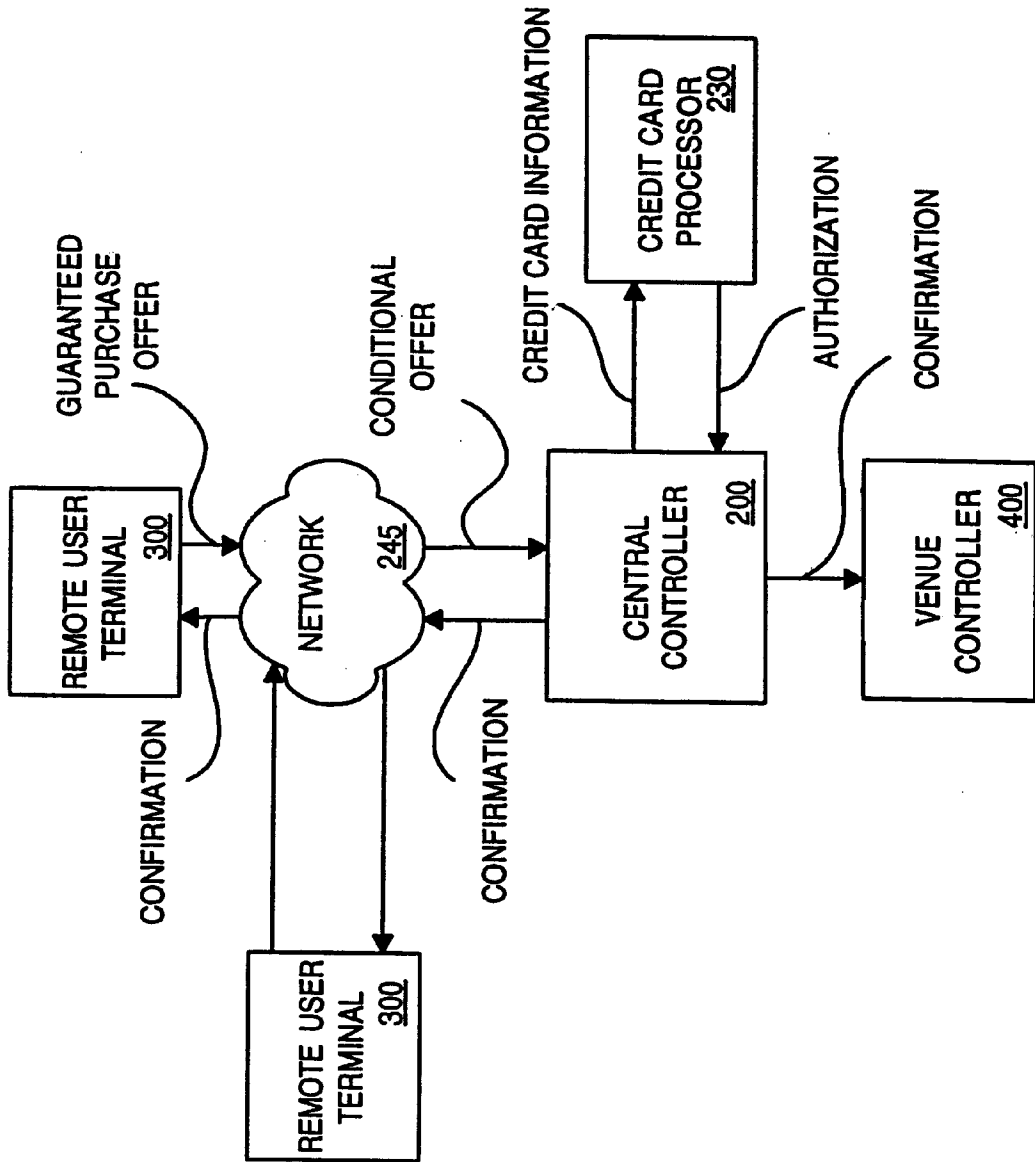 GUARANTEED
PURCHASE
OFFER
CONDITIONAL
OFFER
CREDIT CARD INFORMATION
CREDIT CARD
PROCESSOR
230
AUTHORIZATION
CONFIRMATION
REMOTE USER
TERMINAL
300
NETWORK
245
CENTRAL
CONTROLLER
200
VENUE
CONTROLLER
400
CONFIRMATION
CONFIRMATION
REMOTE USER
TERMINAL
300